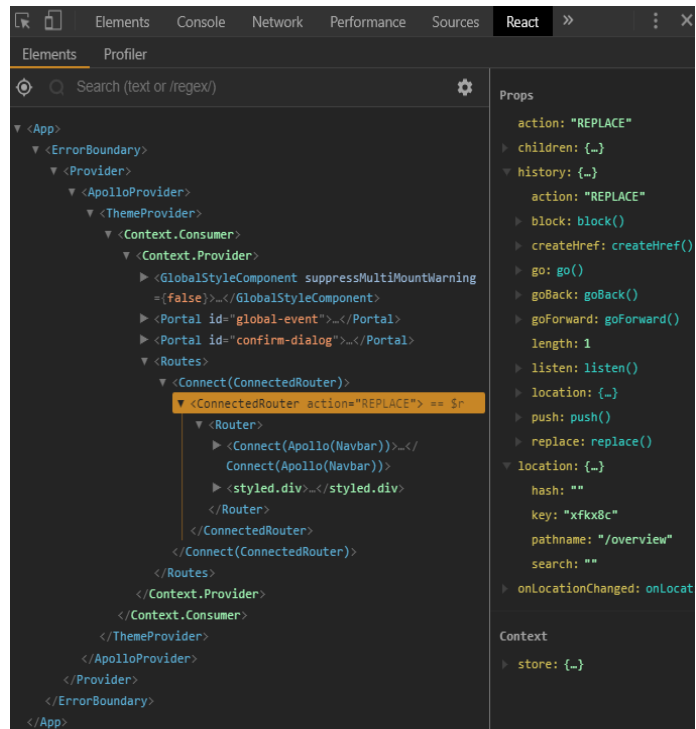 Elements Console Network Performance Sources React »
Elements Profiler
Search (text or /regex/)
▼ <App>
▼ <ErrorBoundary>
▼ <Provider>
▼ <ApolloProvider>
▼ <ThemeProvider>
▼ <Context.Consumer>
▼ <Context.Provider>
▶ <GlobalStyleComponent suppressMultiMountWarning
={false}>…</GlobalStyleComponent>
▶ <Portal id="global-event">…</Portal>
▶ <Portal id="confirm-dialog">…</Portal>
▼ <Routes>
▼ <Connect(ConnectedRouter)>
▼ <ConnectedRouter action="REPLACE"> == $r
▼ <Router>
▶ <Connect(Apollo(Navbar))>…</
Connect(Apollo(Navbar))>
▶ <styled.div>…</styled.div>
</Router>
</ConnectedRouter>
</Connect(ConnectedRouter)>
</Routes>
</Context.Provider>
</Context.Consumer>
</ThemeProvider>
</ApolloProvider>
</Provider>
</ErrorBoundary>
</App>
Props
action: "REPLACE"
▶ children: {…}
▼ history: {…}
action: "REPLACE"
▶ block: block()
▶ createHref: createHref()
▶ go: go()
▶ goBack: goBack()
▶ goForward: goForward()
length: 1
▶ listen: listen()
▶ location: {…}
▶ push: push()
▶ replace: replace()
▼ location: {…}
hash: ""
key: "xfkx8c"
pathname: "/overview"
search: ""
▶ onLocationChanged: onLocat
Context
▶ store: {…}